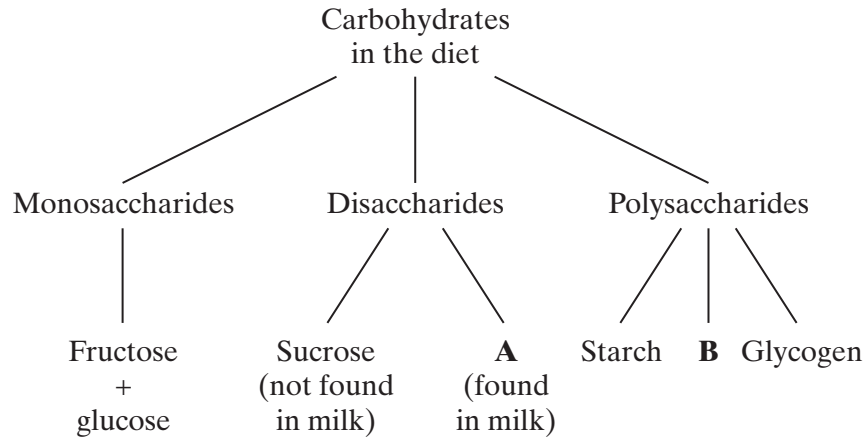 Carbohydrates
in the diet
Monosaccharides
Disaccharides
Polysaccharides
Fructose
+
glucose
Sucrose
(not found
in milk)
A
(found
in milk)
Starch
B
Glycogen